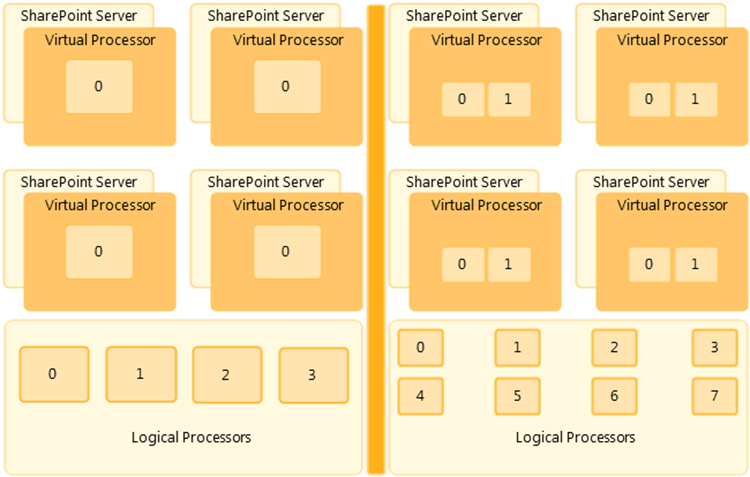 SharePoint Server
Virtual Processor
0
SharePoint Server
Virtual Processor
0
SharePoint Server
Virtual Processor
0
SharePoint Server
Virtual Processor
0
0 1 2 3
Logical Processors
SharePoint Server
Virtual Processor
0 1
SharePoint Server
Virtual Processor
0 1
SharePoint Server
Virtual Processor
0 1
SharePoint Server
Virtual Processor
0 1
0 1 2 3
4 5 6 7
Logical Processors